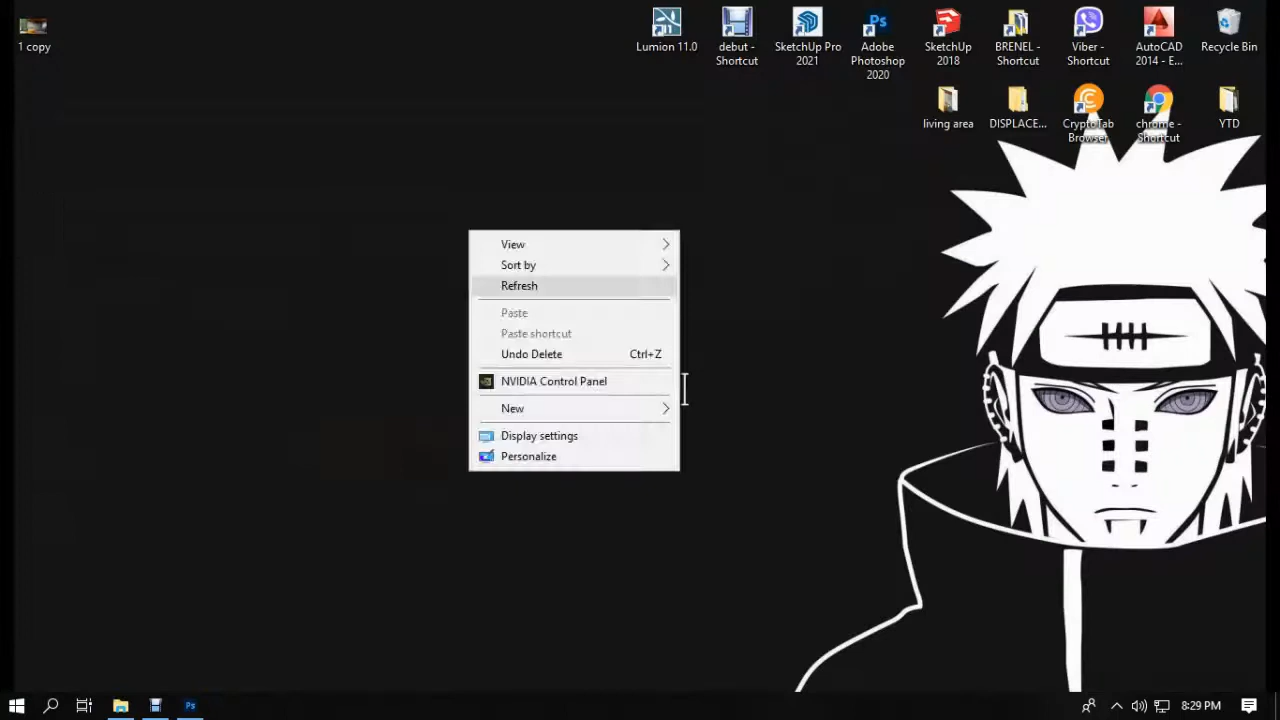 1 copy
Lumion 11.0
debut -
Shortcut
SketchUp Pro
2021
Ps
Adobe
Photoshop
2020
SketchUp
2018
BRENEL -
Shortcut
Viber -
Shortcut
AutoCAD
2014 - E...
Recycle Bin
living area
DISPLACE...
CryptoTab
Browser
chrome -
Shortcut
YTD
View
Sort by
Refresh
Paste
Paste shortcut
Undo Delete Ctrl+Z
NVIDIA Control Panel
New
Display settings
Personalize
Ps
8:29 PM